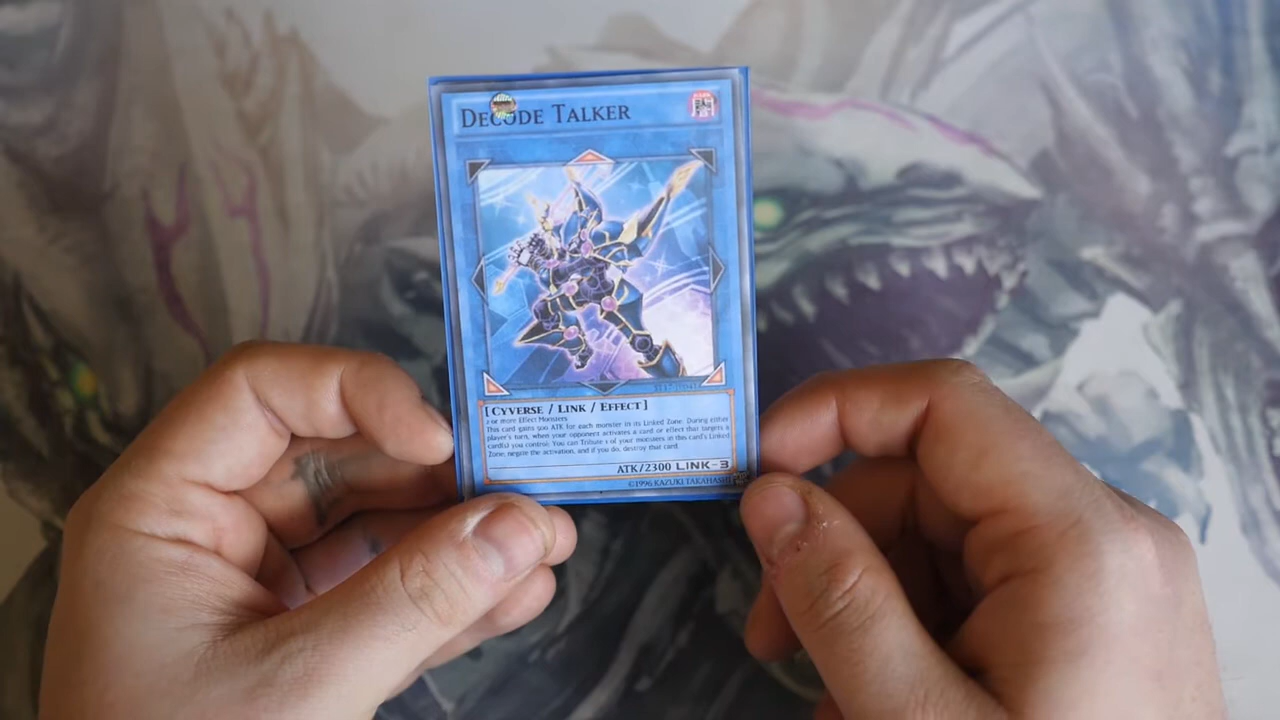 DECODE TALKER
[CYVERSE / LINK / EFFECT]
2 or more Effect Monsters
This card gains 500 ATK for each monster in its Linked Zone. During either
player's turn, when your opponent activates a card or effect that targets a
card(s) you control: You can Tribute 1 of your monsters in this card's Linked
Zone; negate the activation, and if you do, destroy that card.
ATK/2300 LINK-3
©1996 KAZUKI TAKAHASHI